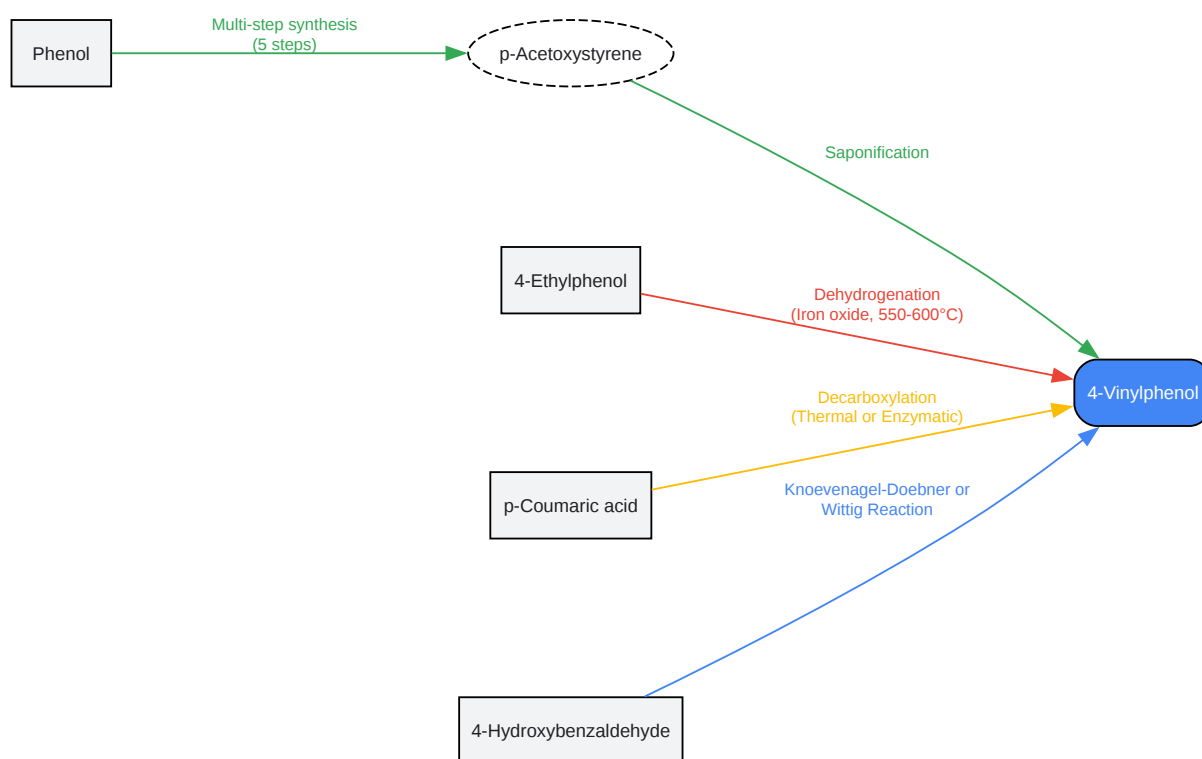 Multi-step synthesis
(5 steps)
Phenol
p-Acetoxystyrene
Saponification
4-Ethylphenol
Dehydrogenation
(Iron oxide, 550-600°C)
4-Vinylphenol
Decarboxylation
(Thermal or Enzymatic)
p-Coumaric acid
Knoevenagel-Doebner or
Wittig Reaction
4-Hydroxybenzaldehyde